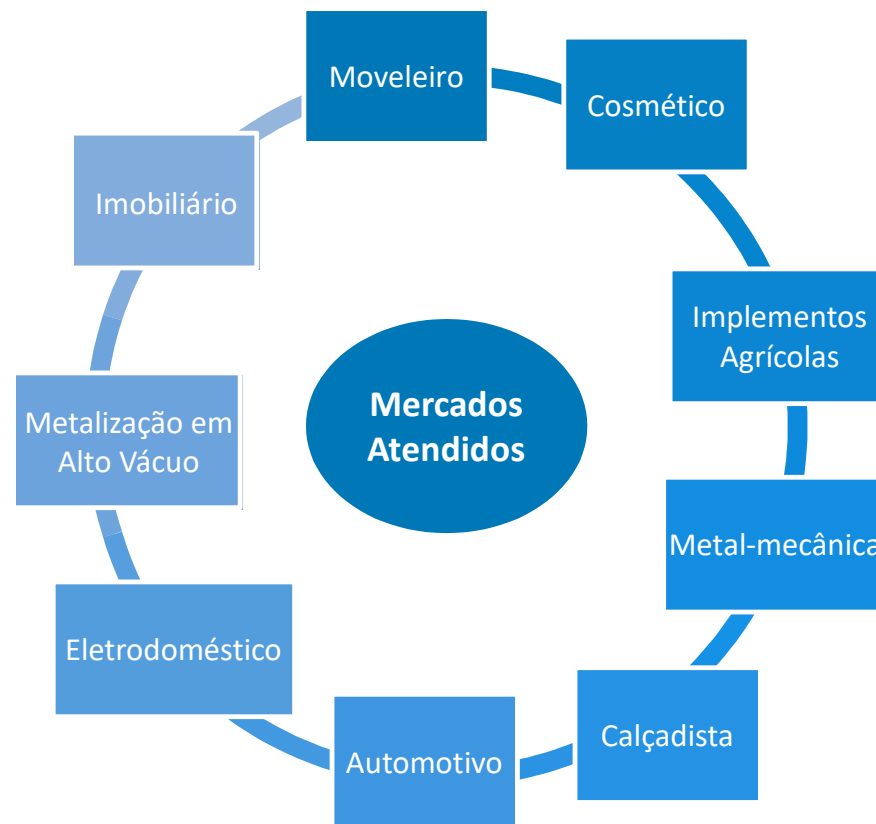 Moveleiro
Cosmético
Implementos
Agrícolas
Metal-mecânica
Calçadista
Automotivo
Eletrodoméstico
Metalização em
Alto Vácuo
Imobiliário
Mercados
Atendidos